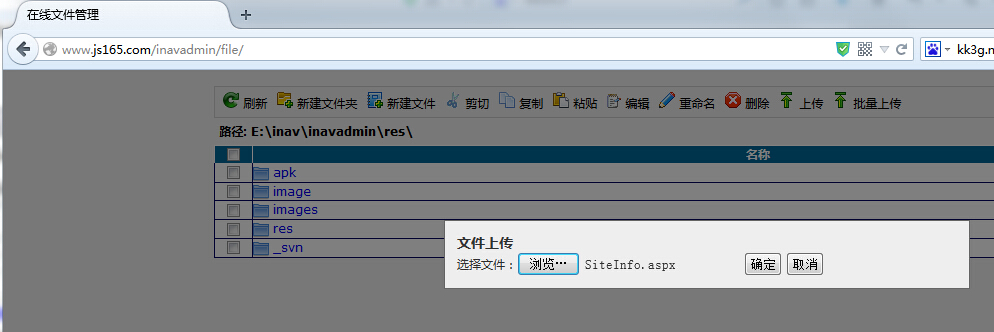 在线文件管理
www.js165.com/inavadmin/file/
kk3g.n
刷新 新建文件夹 新建文件 剪切 复制 粘贴 编辑 重命名 删除 上传 批量上传
路径: E:\inav\inavadmin\res\
名称
apk
image
images
res
_svn
文件上传
选择文件： 浏览… SiteInfo.aspx 确定 取消